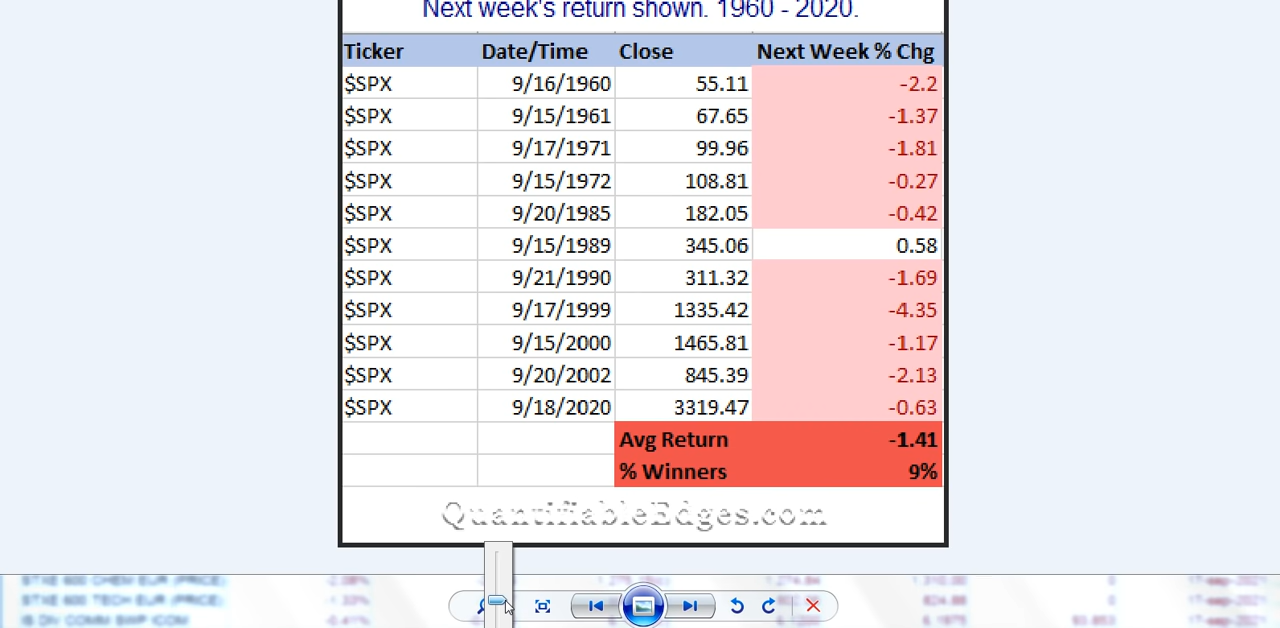 Next week's return shown. 1960 - 2020.
Ticker Date/Time Close Next Week % Chg
$SPX 9/16/1960 55.11 -2.2
$SPX 9/15/1961 67.65 -1.37
$SPX 9/17/1971 99.96 -1.81
$SPX 9/15/1972 108.81 -0.27
$SPX 9/20/1985 182.05 -0.42
$SPX 9/15/1989 345.06 0.58
$SPX 9/21/1990 311.32 -1.69
$SPX 9/17/1999 1335.42 -4.35
$SPX 9/15/2000 1465.81 -1.17
$SPX 9/20/2002 845.39 -2.13
$SPX 9/18/2020 3319.47 -0.63
Avg Return -1.41
% Winners 9%
QuantifiableEdges.com